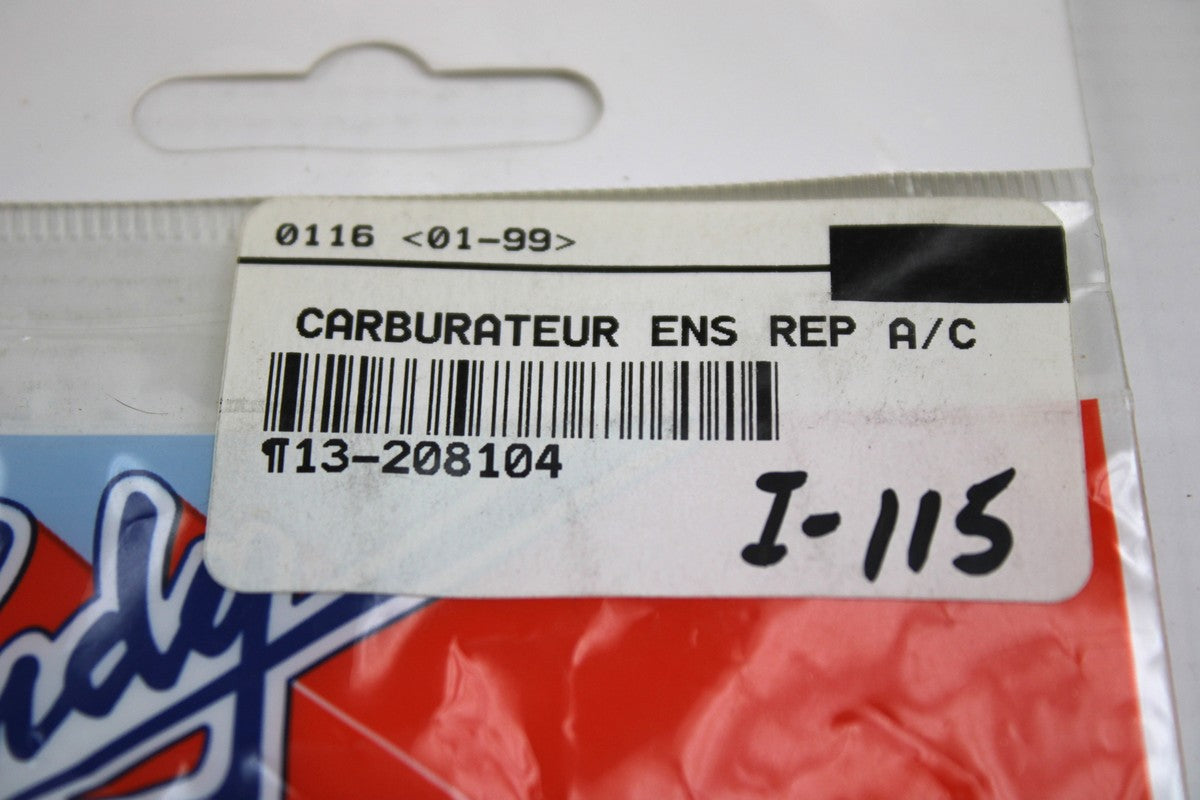 0116 <01-99>
CARBURATEUR ENS REP A/C
¶13-208104
I-115